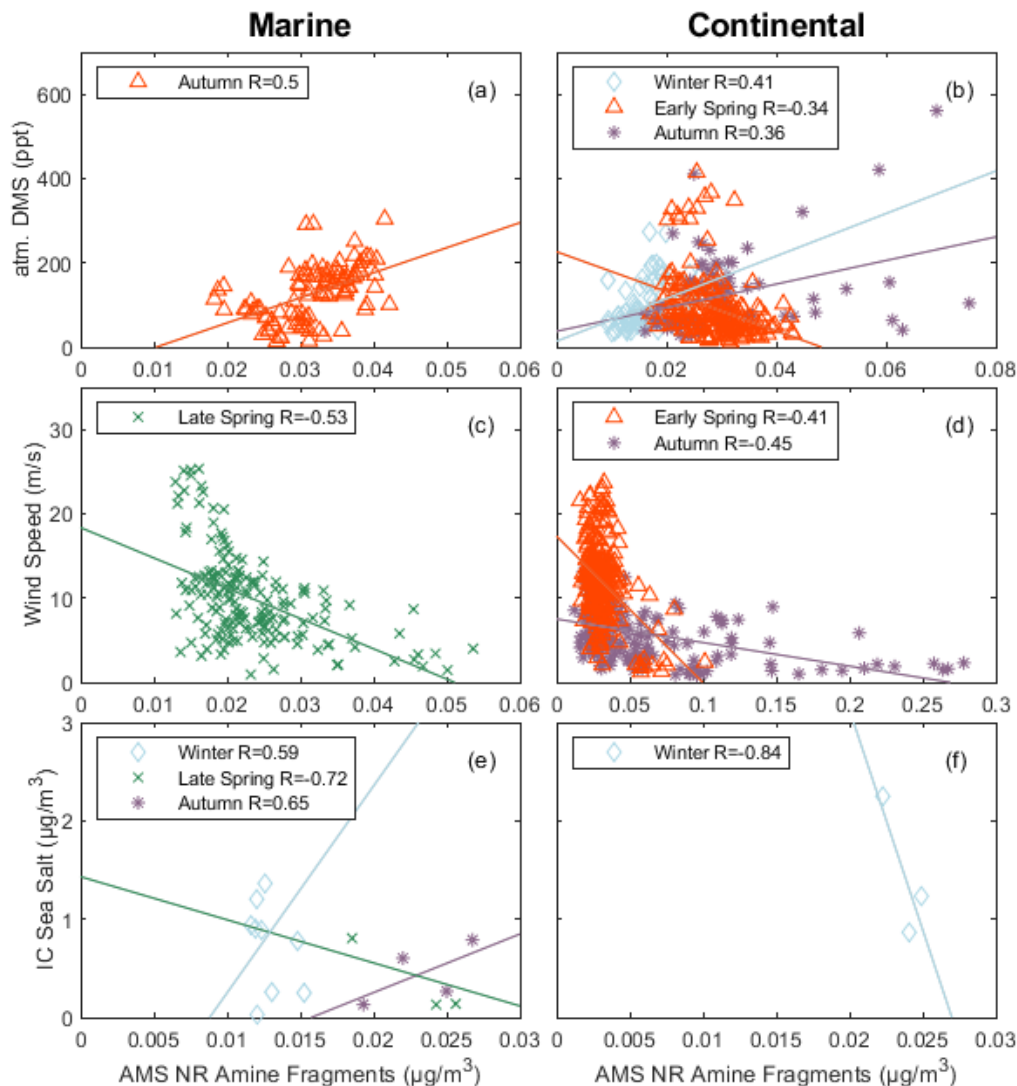 Marine
Continental
Autumn R=0.5
(a)
Winter R=0.41
Early Spring R=-0.34
Autumn R=0.36
(b)
atm. DMS (ppt)
600
400
200
0
0 0.01 0.02 0.03 0.04 0.05 0.06
0 0.02 0.04 0.06 0.08
Late Spring R=-0.53
(c)
Early Spring R=-0.41
Autumn R=-0.45
(d)
Wind Speed (m/s)
30
20
10
0
0 0.01 0.02 0.03 0.04 0.05 0.06
0 0.05 0.1 0.15 0.2 0.25 0.3
Winter R=0.59
Late Spring R=-0.72
Autumn R=0.65
(e)
Winter R=-0.84
(f)
IC Sea Salt (µg/m³)
3
2
1
0
0 0.005 0.01 0.015 0.02 0.025 0.03
0 0.005 0.01 0.015 0.02 0.025 0.03
AMS NR Amine Fragments (µg/m³)
AMS NR Amine Fragments (µg/m³)